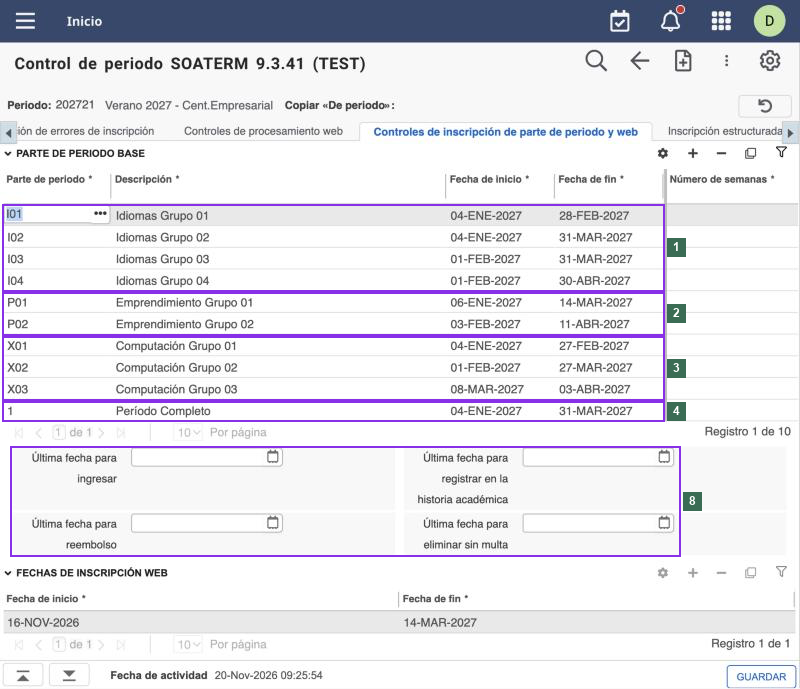 Inicio
D
Control de periodo SOATERM 9.3.41 (TEST)
Periodo: 202721 Verano 2027 - Cent.Empresarial Copiar «De periodo»:
ión de errores de inscripción Controles de procesamiento web Controles de inscripción de parte de periodo y web Inscripción estructurada
PARTE DE PERIODO BASE
Parte de periodo * Descripción * Fecha de inicio * Fecha de fin * Número de semanas *
I01 ••• Idiomas Grupo 01 04-ENE-2027 28-FEB-2027
I02 Idiomas Grupo 02 04-ENE-2027 31-MAR-2027
1
I03 Idiomas Grupo 03 01-FEB-2027 31-MAR-2027
I04 Idiomas Grupo 04 01-FEB-2027 30-ABR-2027
P01 Emprendimiento Grupo 01 06-ENE-2027 14-MAR-2027
2
P02 Emprendimiento Grupo 02 03-FEB-2027 11-ABR-2027
X01 Computación Grupo 01 04-ENE-2027 27-FEB-2027
X02 Computación Grupo 02 01-FEB-2027 27-MAR-2027 3
X03 Computación Grupo 03 08-MAR-2027 03-ABR-2027
1 Período Completo 04-ENE-2027 31-MAR-2027 4
1 de 1 10 Por página Registro 1 de 10
Última fecha para ingresar
Última fecha para registrar en la historia académica
8
Última fecha para reembolso
Última fecha para eliminar sin multa
FECHAS DE INSCRIPCIÓN WEB
Fecha de inicio * Fecha de fin *
16-NOV-2026 14-MAR-2027
1 de 1 10 Por página Registro 1 de 1
Fecha de actividad 20-Nov-2026 09:25:54 GUARDAR